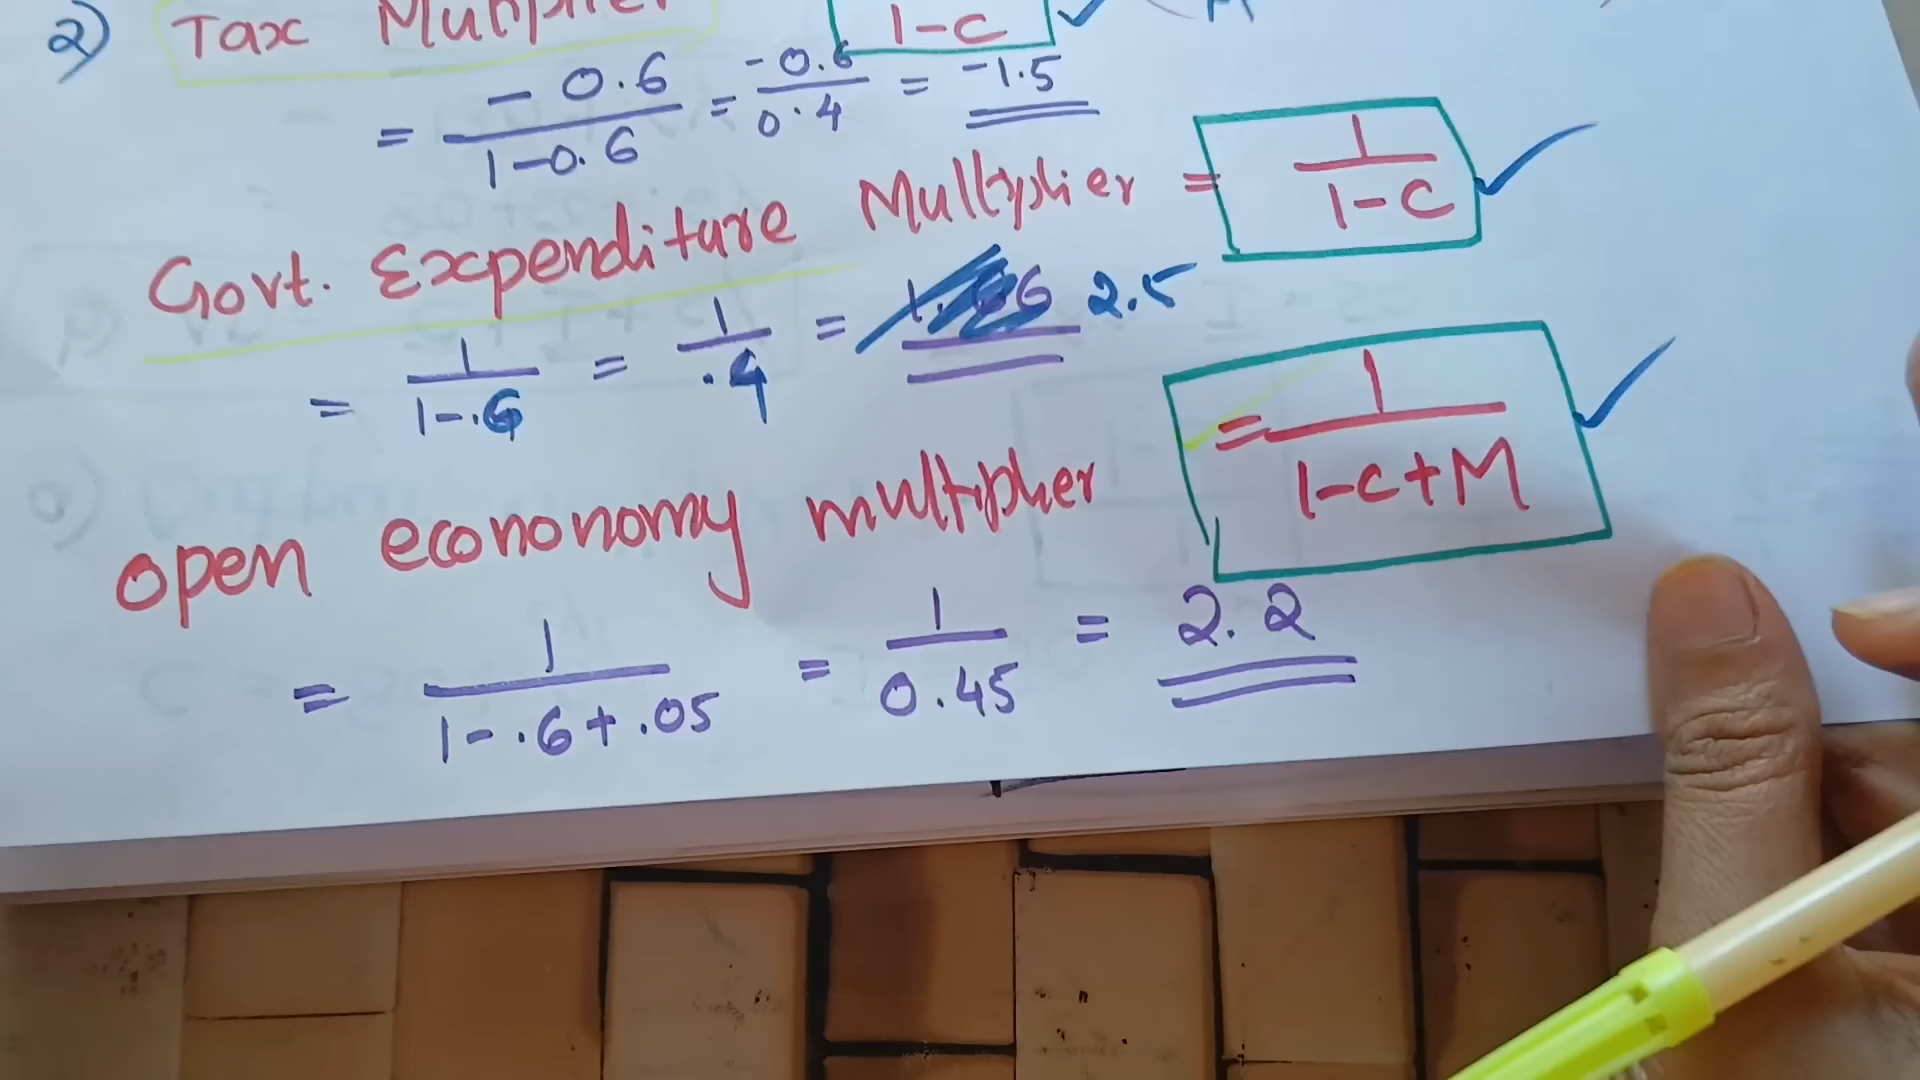 2) Tax Multiplier
1-C
= - 0.6 / 1-0.6 = -0.6 / 0.4 = -1.5
Govt. Expenditure Multiplier = 1 / 1-C
= 1 / 1-.6 = 1 / .4 = 2.5
open econonomy multiplier = 1 / 1-C+M
= 1 / 1-.6+.05 = 1 / 0.45 = 2.2